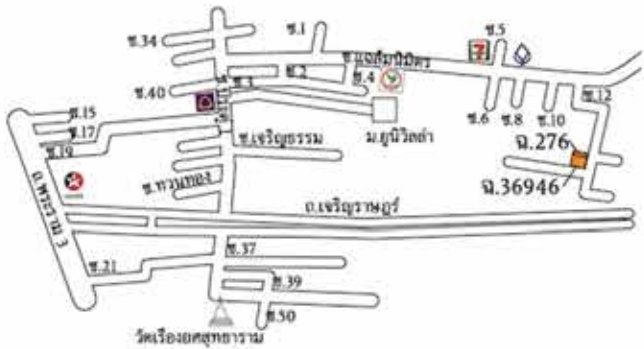 ซ.1
ซ.5
ซ.34
ซ.แฉล้มนิมิตร
7
ซ.3
ซ.2
ซ.4
ซ.40
ซ.12
ซ.6
ซ.8
ซ.10
ซ.15
ซ.17
ซ.19
ซ.เจริญธรรม
ม.ยูนิวิลล่า
ฉ.276
ฉ.36946
ซ.ทวนทอง
ถ.เจริญราษฎร์
ถ.พระราม 3
ซ.37
ซ.21
ซ.39
ซ.50
วัดเรืองยศสุทธาราม